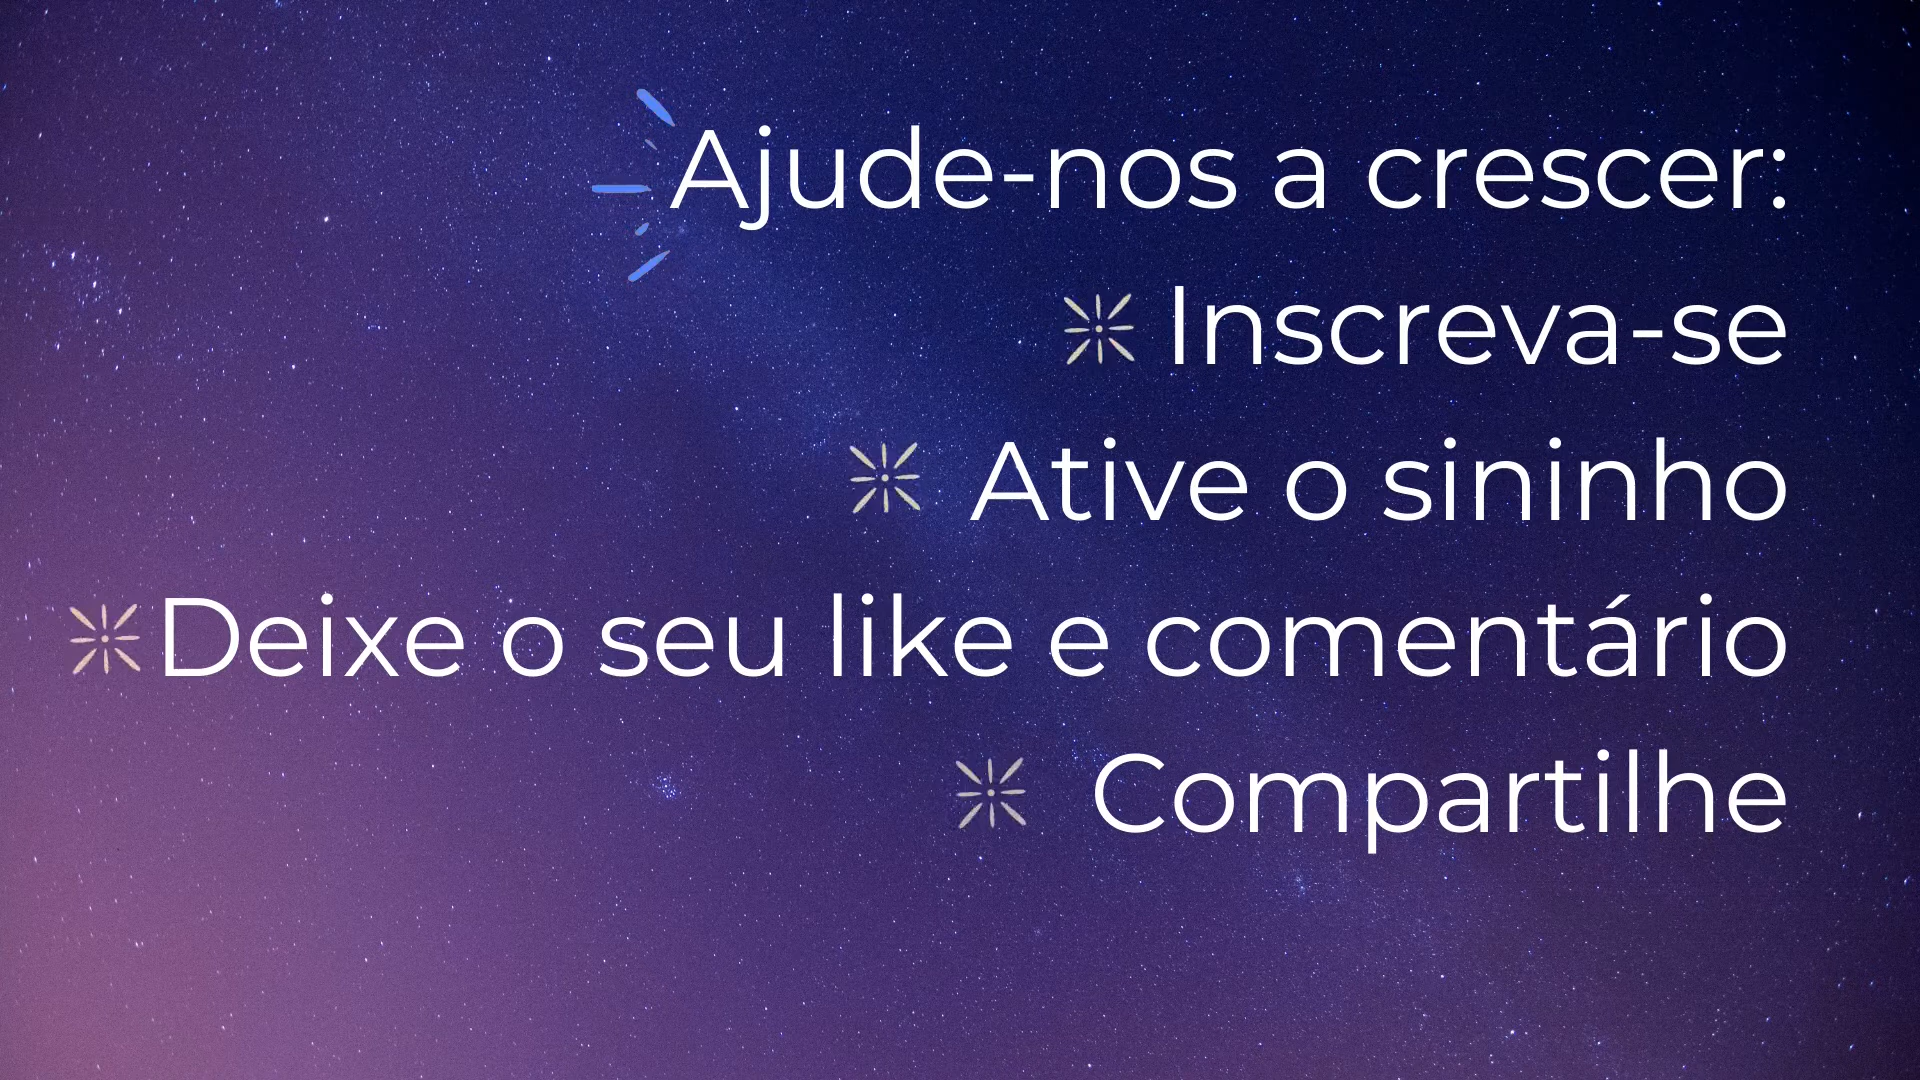 Ajude-nos a crescer:
Inscreva-se
Ative o sininho
Deixe o seu like e comentário
Compartilhe